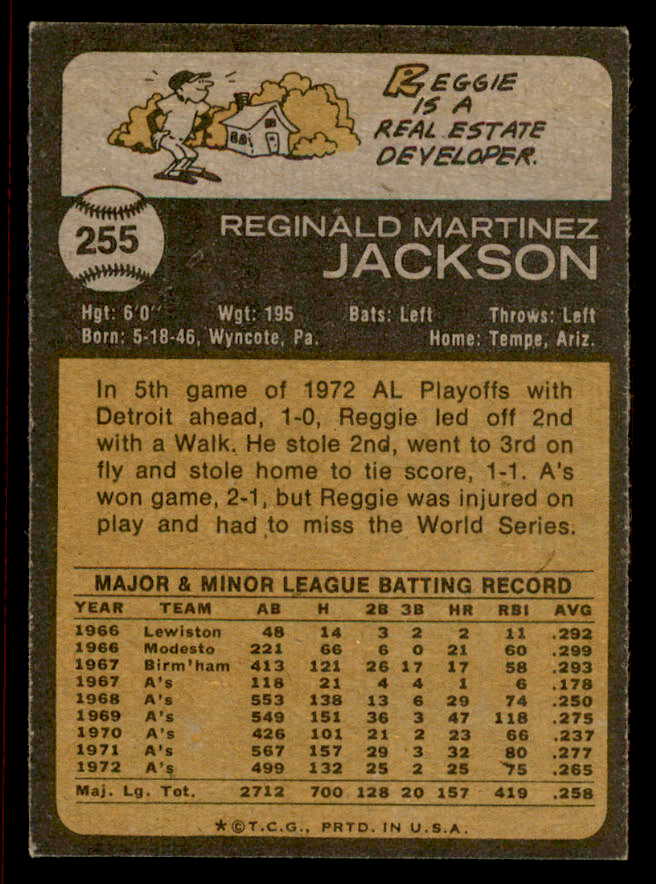 REGGIE
IS A
REAL ESTATE
DEVELOPER.
255
REGINALD MARTINEZ
JACKSON
Hgt: 6'0" Wgt: 195 Bats: Left Throws: Left
Born: 5-18-46, Wyncote, Pa. Home: Tempe, Ariz.
In 5th game of 1972 AL Playoffs with
Detroit ahead, 1-0, Reggie led off 2nd
with a Walk. He stole 2nd, went to 3rd on
fly and stole home to tie score, 1-1. A's
won game, 2-1, but Reggie was injured on
play and had to miss the World Series.
MAJOR & MINOR LEAGUE BATTING RECORD
YEAR TEAM AB H 2B 3B HR RBI AVG
1966 Lewiston 48 14 3 2 2 11 .292
1966 Modesto 221 66 6 0 21 60 .299
1967 Birm'ham 413 121 26 17 17 58 .293
1967 A's 118 21 4 4 1 6 .178
1968 A's 553 138 13 6 29 74 .250
1969 A's 549 151 36 3 47 118 .275
1970 A's 426 101 21 2 23 66 .237
1971 A's 567 157 29 3 32 80 .277
1972 A's 499 132 25 2 25 75 .265
Maj. Lg. Tot. 2712 700 128 20 157 419 .258
★©T.C.G., PRTD. IN U.S.A.